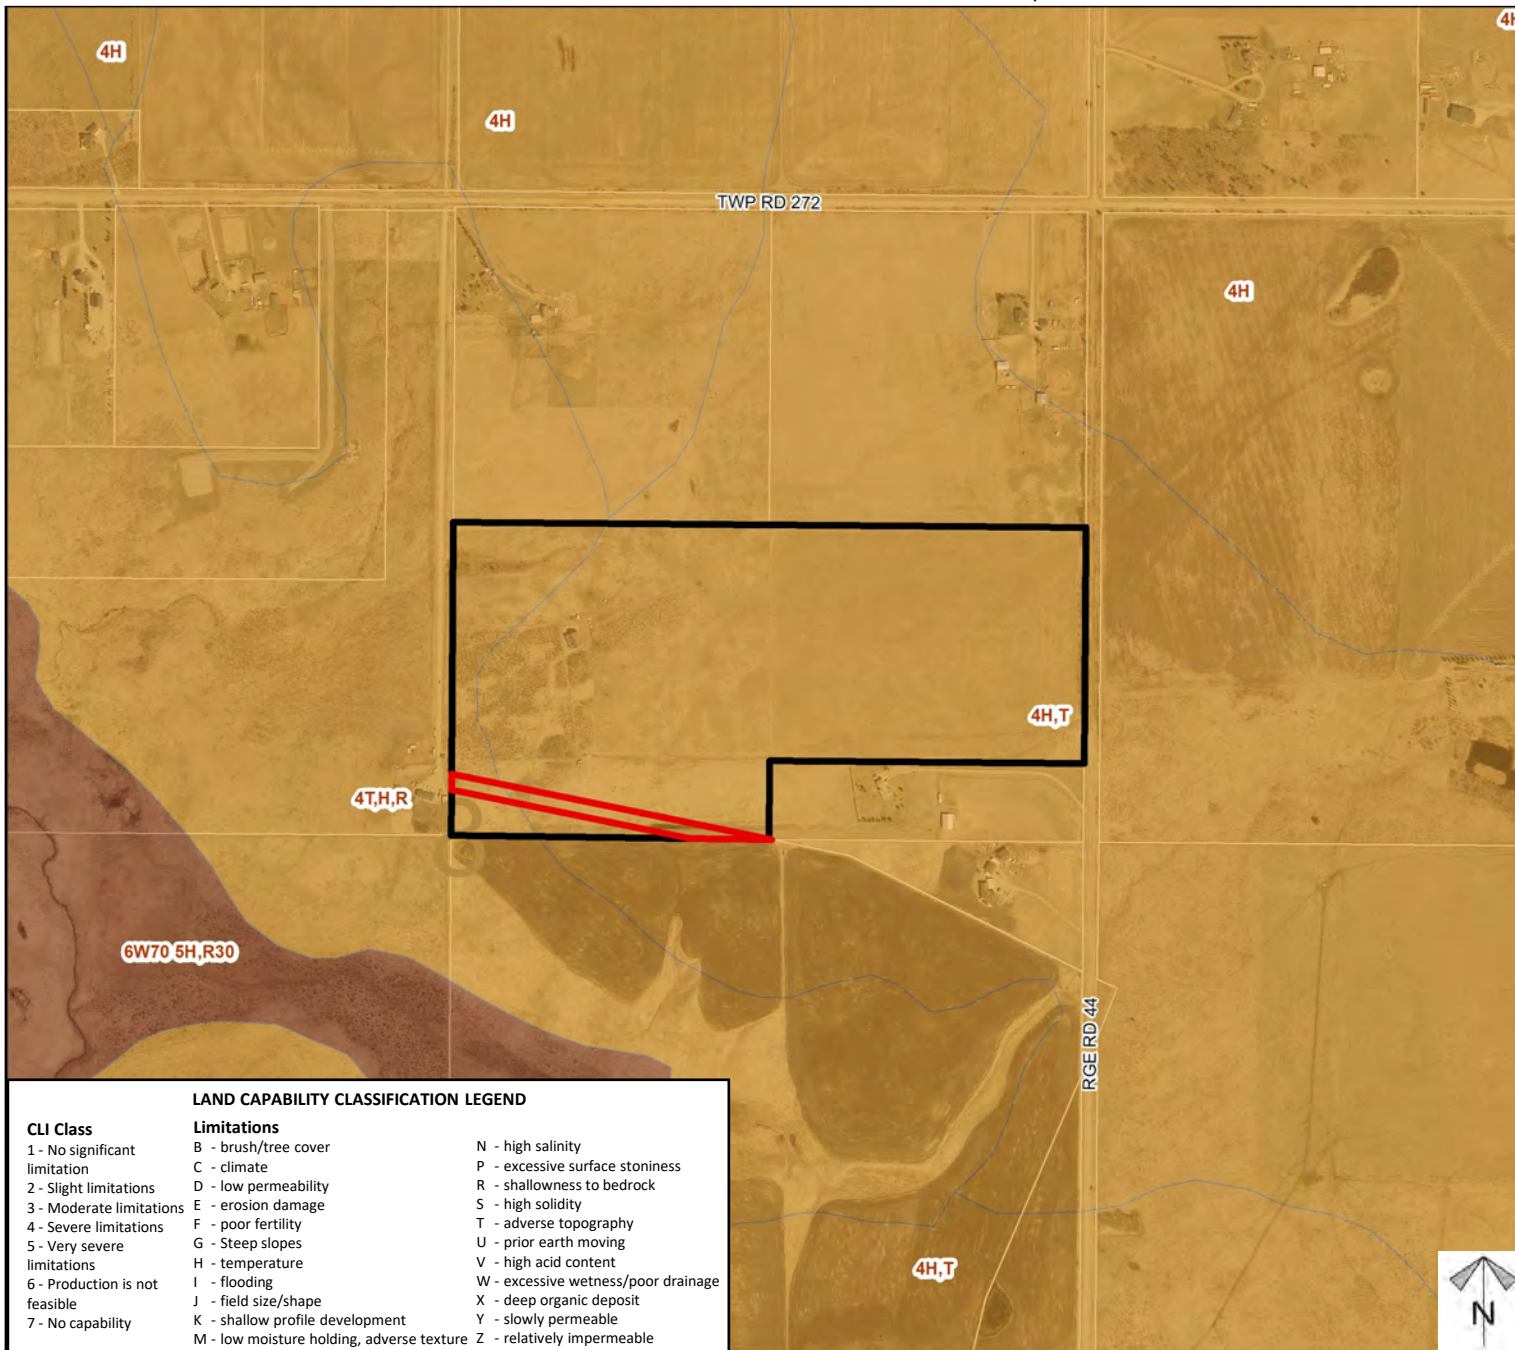 4H
4H
4H
TWP RD 272
4H
4H,T
4T,H,R
6W70 5H,R30
RGE RD 44
4H,T
LAND CAPABILITY CLASSIFICATION LEGEND
CLI Class
1 - No significant
limitation
2 - Slight limitations
3 - Moderate limitations
4 - Severe limitations
5 - Very severe
limitations
6 - Production is not
feasible
7 - No capability
Limitations
B - brush/tree cover
C - climate
D - low permeability
E - erosion damage
F - poor fertility
G - Steep slopes
H - temperature
I - flooding
J - field size/shape
K - shallow profile development
M - low moisture holding, adverse texture
N - high salinity
P - excessive surface stoniness
R - shallowness to bedrock
S - high solidity
T - adverse topography
U - prior earth moving
V - high acid content
W - excessive wetness/poor drainage
X - deep organic deposit
Y - slowly permeable
Z - relatively impermeable
N